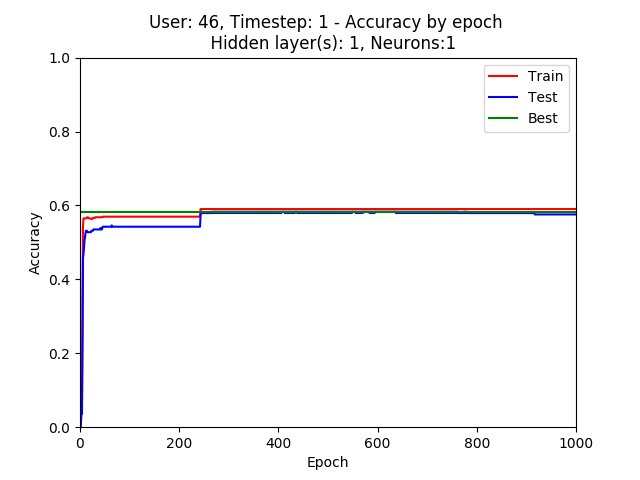 User: 46, Timestep: 1 - Accuracy by epoch
Hidden layer(s): 1, Neurons:1
1.0
0.8
0.6
0.4
0.2
0.0
Accuracy
Train
Test
Best
0 200 400 600 800 1000
Epoch